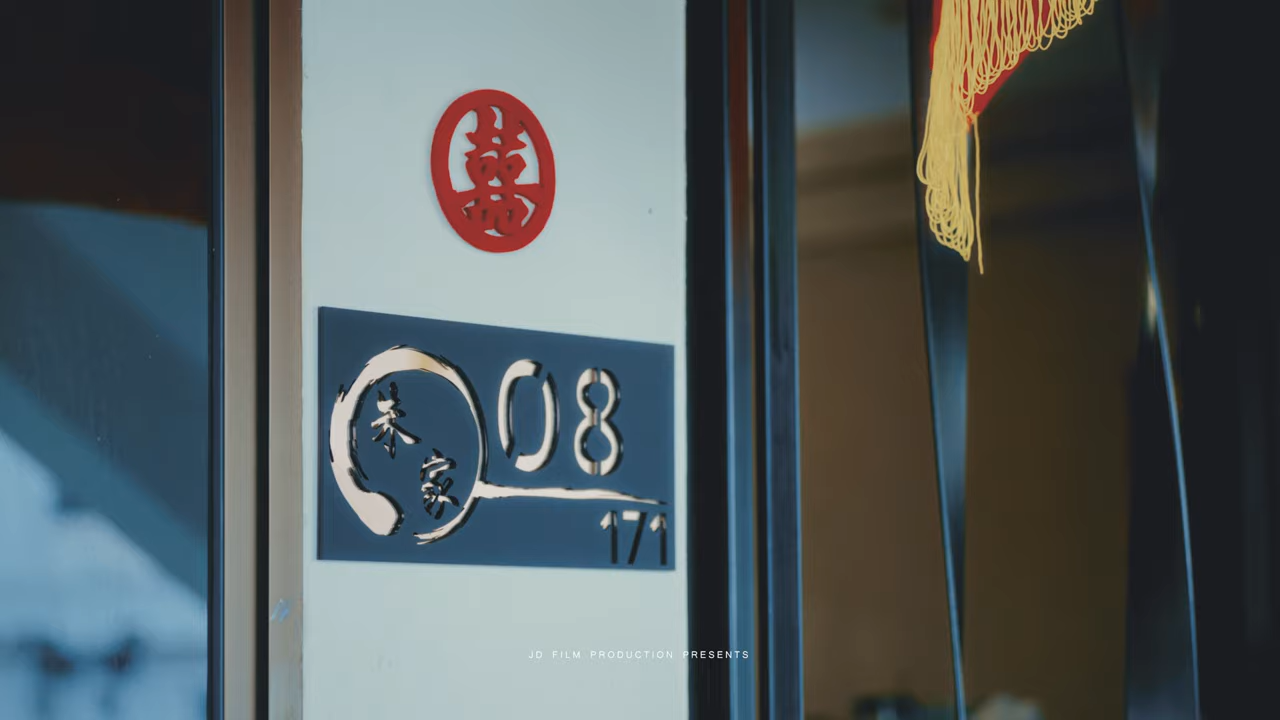 囍
朱家
08
171
JD FILM PRODUCTION PRESENTS